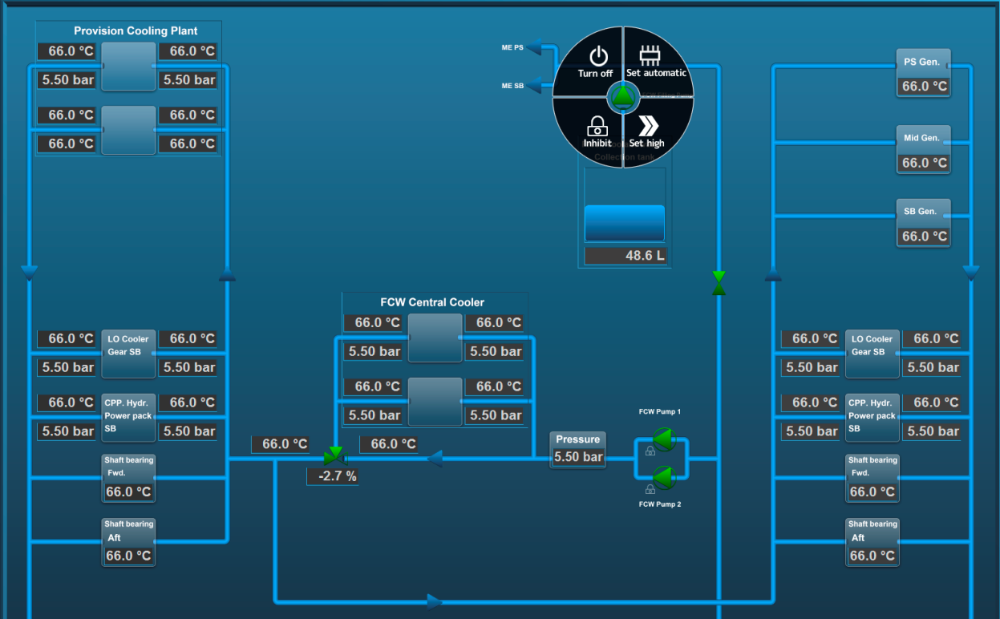 Provision Cooling Plant
66.0 °C
66.0 °C
5.50 bar
5.50 bar
66.0 °C
66.0 °C
66.0 °C
66.0 °C
ME PS
ME SB
Turn off
Set automatic
Inhibit
Set high
Collection tank
48.6 L
PS Gen.
66.0 °C
Mid Gen.
66.0 °C
SB Gen.
66.0 °C
66.0 °C
LO Cooler
Gear SB
66.0 °C
5.50 bar
5.50 bar
66.0 °C
CPP. Hydr.
Power pack
SB
66.0 °C
5.50 bar
5.50 bar
Shaft bearing
Fwd.
66.0 °C
Shaft bearing
Aft
66.0 °C
FCW Central Cooler
66.0 °C
66.0 °C
5.50 bar
5.50 bar
66.0 °C
66.0 °C
5.50 bar
5.50 bar
66.0 °C
66.0 °C
-2.7 %
Pressure
5.50 bar
FCW Pump 1
FCW Pump 2
66.0 °C
LO Cooler
Gear SB
66.0 °C
5.50 bar
5.50 bar
66.0 °C
CPP. Hydr.
Power pack
SB
66.0 °C
5.50 bar
5.50 bar
Shaft bearing
Fwd.
66.0 °C
Shaft bearing
Aft
66.0 °C